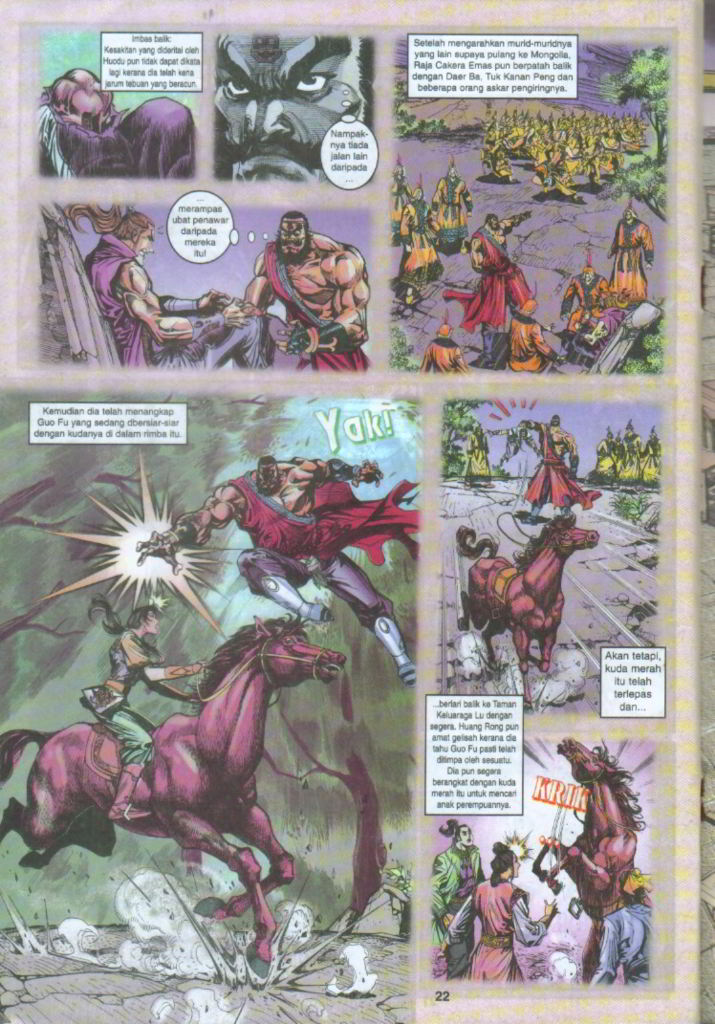 Imbas balik:
Kesakitan yang dideritai oleh
Huodu pun tidak dapat dikata
lagi kerana dia telah kena
jarum tebuan yang beracun.
Nampak-
nya tiada
jalan lain
daripada
...
...
merampas
ubat penawar
daripada
mereka
itu!
Setelah mengarahkan murid-muridnya
yang lain supaya pulang ke Mongolia,
Raja Cakera Emas pun berpatah balik
dengan Daer Ba, Tuk Kanan Peng dan
beberapa orang askar pengiringnya.
Kemudian dia telah menangkap
Guo Fu yang sedang dbersiar-siar
dengan kudanya di dalam rimba itu.
Yak!
Akan tetapi,
kuda merah
itu telah
terlepas
dan...
...berlari balik ke Taman
Keluaraga Lu dengan
segera. Huang Rong pun
amat gelisah kerana dia
tahu Guo Fu pasti telah
ditimpa oleh sesuatu.
Dia pun segera
berangkat dengan kuda
merah itu untuk mencari
anak perempuannya.
KRIK
22